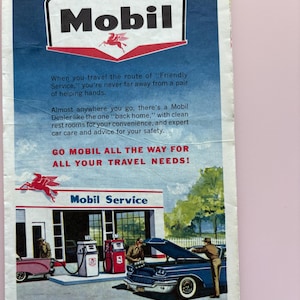 Mobil
When you travel the route of "Friendly
Service," you're never far away from a pair
of helping hands.
Almost anywhere you go, there's a Mobil
Dealer like the one "back home," with clean
rest rooms for your convenience, and expert
car care and advice for your safety.
GO MOBIL ALL THE WAY FOR
ALL YOUR TRAVEL NEEDS!
Mobil Service